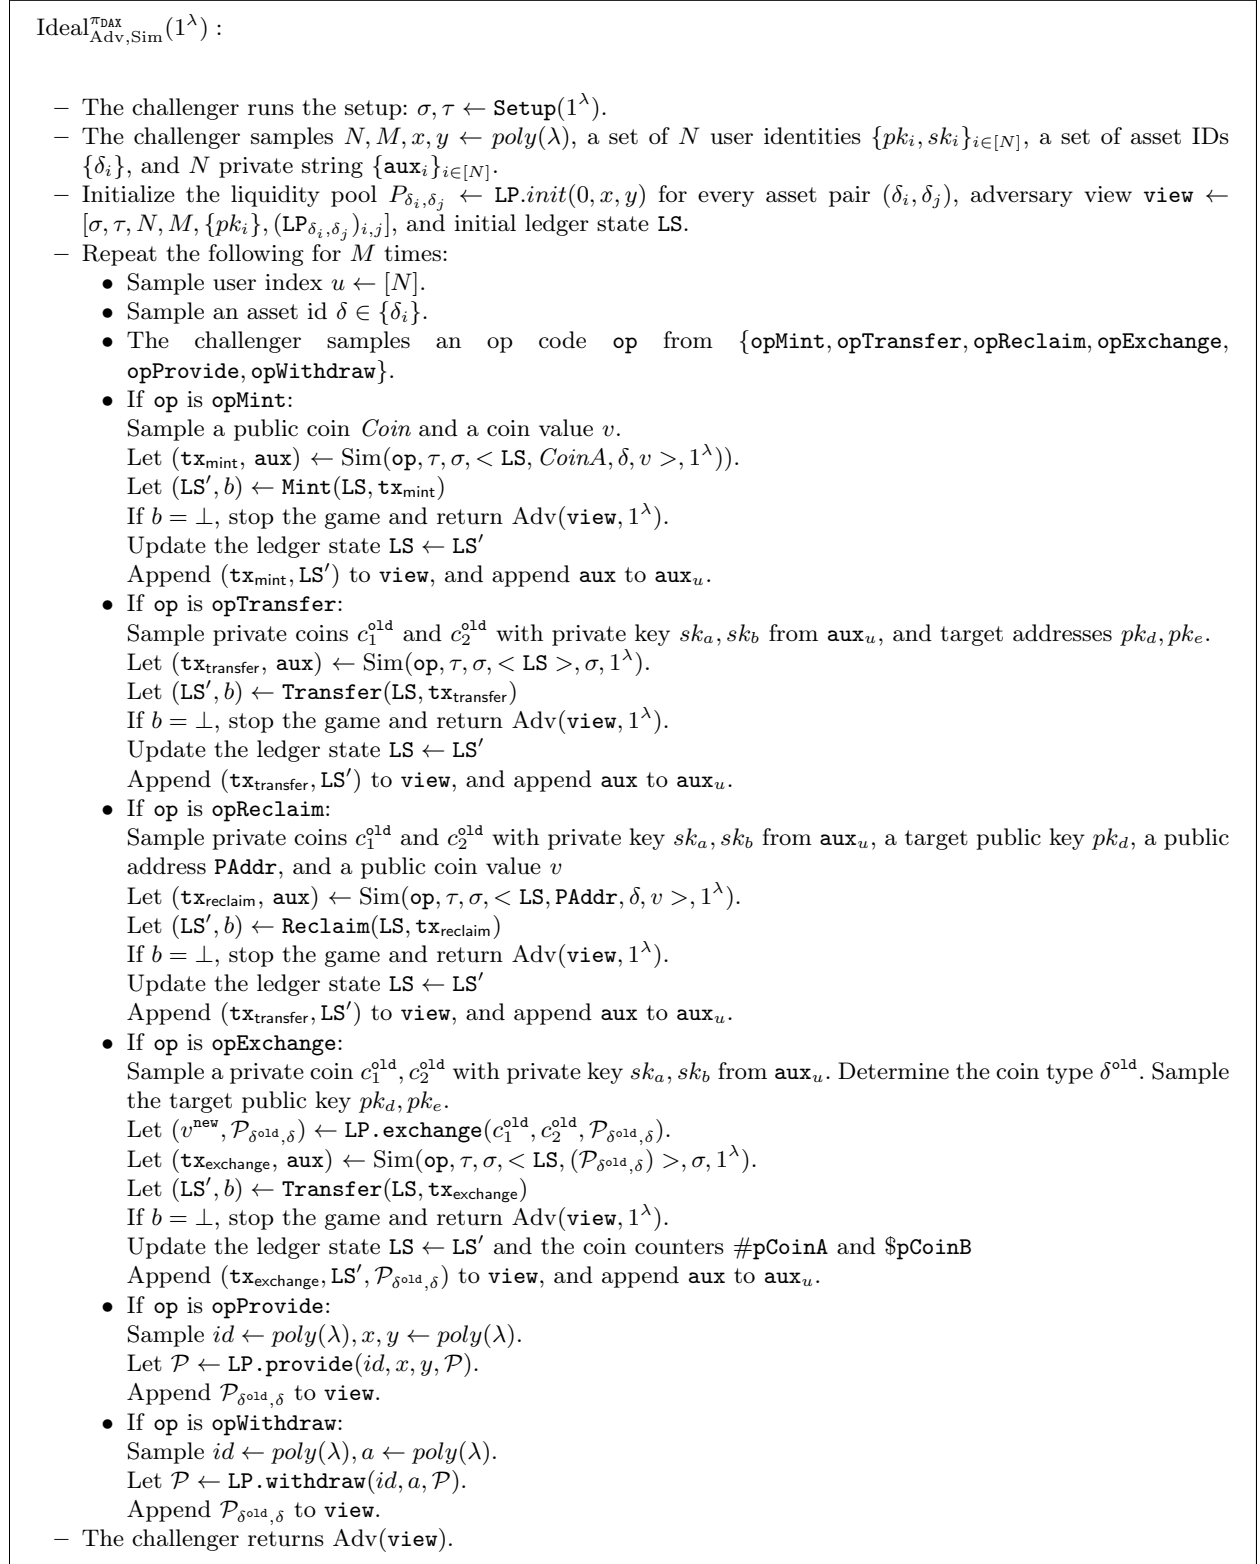 Ideal^{π_DAX}_{Adv,Sim}(1^λ) :
– The challenger runs the setup: σ, τ ← Setup(1^λ).
– The challenger samples N, M, x, y ← poly(λ), a set of N user identities {pk_i, sk_i}_{i∈[N]}, a set of asset IDs
{δ_i}, and N private string {aux_i}_{i∈[N]}.
– Initialize the liquidity pool P_{δ_i,δ_j} ← LP.init(0, x, y) for every asset pair (δ_i, δ_j), adversary view view ←
[σ, τ, N, M, {pk_i}, (LP_{δ_i,δ_j})_{i,j}], and initial ledger state LS.
– Repeat the following for M times:
• Sample user index u ← [N].
• Sample an asset id δ ∈ {δ_i}.
• The challenger samples an op code op from {opMint, opTransfer, opReclaim, opExchange,
opProvide, opWithdraw}.
• If op is opMint:
Sample a public coin Coin and a coin value v.
Let (tx_mint, aux) ← Sim(op, τ, σ, < LS, CoinA, δ, v >, 1^λ)).
Let (LS′, b) ← Mint(LS, tx_mint)
If b = ⊥, stop the game and return Adv(view, 1^λ).
Update the ledger state LS ← LS′
Append (tx_mint, LS′) to view, and append aux to aux_u.
• If op is opTransfer:
Sample private coins c_1^old and c_2^old with private key sk_a, sk_b from aux_u, and target addresses pk_d, pk_e.
Let (tx_transfer, aux) ← Sim(op, τ, σ, < LS >, σ, 1^λ).
Let (LS′, b) ← Transfer(LS, tx_transfer)
If b = ⊥, stop the game and return Adv(view, 1^λ).
Update the ledger state LS ← LS′
Append (tx_transfer, LS′) to view, and append aux to aux_u.
• If op is opReclaim:
Sample private coins c_1^old and c_2^old with private key sk_a, sk_b from aux_u, a target public key pk_d, a public
address PAddr, and a public coin value v
Let (tx_reclaim, aux) ← Sim(op, τ, σ, < LS, PAddr, δ, v >, 1^λ).
Let (LS′, b) ← Reclaim(LS, tx_reclaim)
If b = ⊥, stop the game and return Adv(view, 1^λ).
Update the ledger state LS ← LS′
Append (tx_transfer, LS′) to view, and append aux to aux_u.
• If op is opExchange:
Sample a private coin c_1^old, c_2^old with private key sk_a, sk_b from aux_u. Determine the coin type δ^old. Sample
the target public key pk_d, pk_e.
Let (v^new, P_{δ^old,δ}) ← LP.exchange(c_1^old, c_2^old, P_{δ^old,δ}).
Let (tx_exchange, aux) ← Sim(op, τ, σ, < LS, (P_{δ^old,δ}) >, σ, 1^λ).
Let (LS′, b) ← Transfer(LS, tx_exchange)
If b = ⊥, stop the game and return Adv(view, 1^λ).
Update the ledger state LS ← LS′ and the coin counters #pCoinA and $pCoinB
Append (tx_exchange, LS′, P_{δ^old,δ}) to view, and append aux to aux_u.
• If op is opProvide:
Sample id ← poly(λ), x, y ← poly(λ).
Let P ← LP.provide(id, x, y, P).
Append P_{δ^old,δ} to view.
• If op is opWithdraw:
Sample id ← poly(λ), a ← poly(λ).
Let P ← LP.withdraw(id, a, P).
Append P_{δ^old,δ} to view.
– The challenger returns Adv(view).